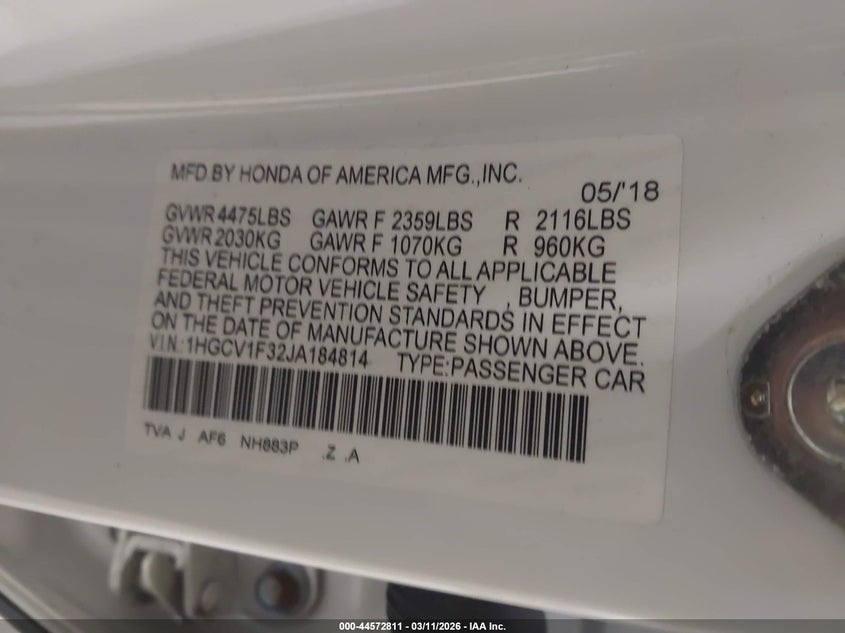 MFD.BY HONDA OF AMERICA MFG.,INC.
05/'18
GVWR 4475LBS GAWR F 2359LBS R 2116LBS
GVWR 2030KG GAWR F 1070KG R 960KG
THIS VEHICLE CONFORMS TO ALL APPLICABLE
FEDERAL MOTOR VEHICLE SAFETY , BUMPER,
AND THEFT PREVENTION STANDARDS IN EFFECT
ON THE DATE OF MANUFACTURE SHOWN ABOVE.
VIN:1HGCV1F32JA184814 TYPE:PASSENGER CAR
TVA J AF6 NH883P .Z .A
000-44572811 - 03/11/2026 - IAA Inc.